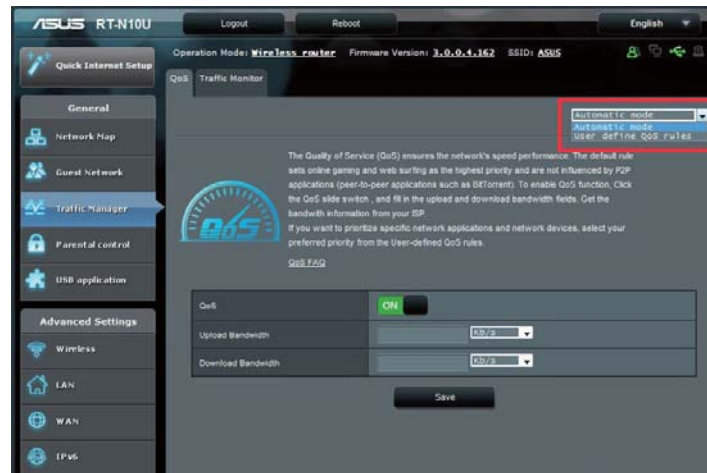 ASUS RT-N10U
Logout
Reboot
English
Operation Mode: Wireless router Firmware Version: 3.0.0.4.162 SSID: ASUS
Quick Internet Setup
QoS
Traffic Monitor
General
Network Map
Guest Network
Traffic Manager
Parental control
USB application
Advanced Settings
Wireless
LAN
WAN
IPv6
Automatic mode
Automatic mode
User define QoS rules
The Quality of Service (QoS) ensures the network's speed performance. The default rule
sets online gaming and web surfing as the highest priority and are not influenced by P2P
applications (peer-to-peer applications such as BitTorrent). To enable QoS function, Click
the QoS slide switch , and fill in the upload and download bandwidth fields. Get the
bandwith information from your ISP.
If you want to prioritize specific network applications and network devices, select your
preferred priority from the User-defined QoS rules.
QoS FAQ
QoS
QoS
ON
Upload Bandwidth
Kb/s
Download Bandwidth
Kb/s
Save